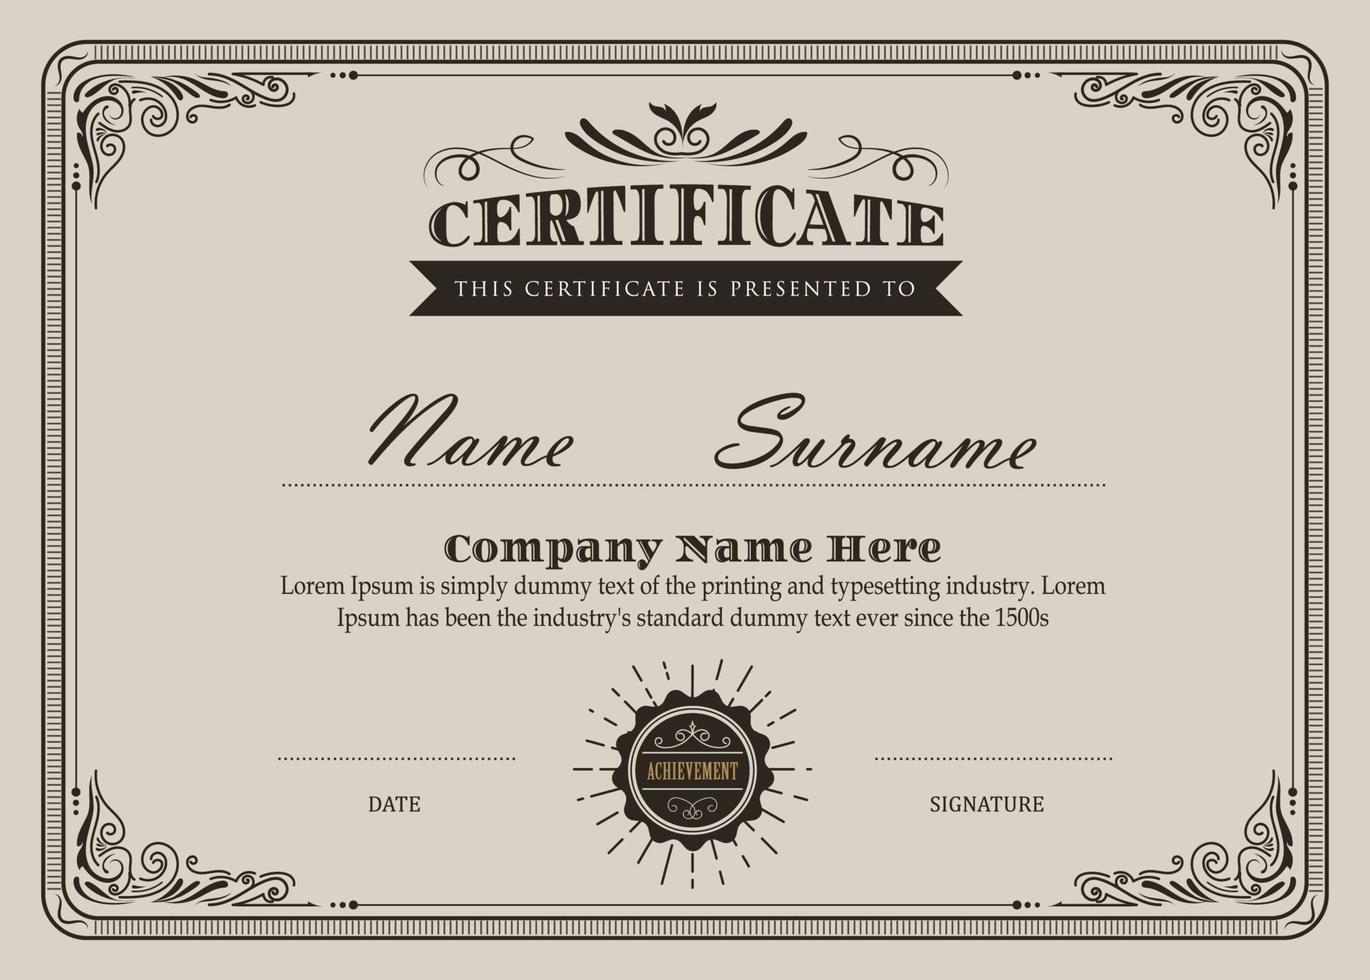 CERTIFICATE
THIS CERTIFICATE IS PRESENTED TO
Name Surname
Company Name Here
Lorem Ipsum is simply dummy text of the printing and typesetting industry. Lorem
Ipsum has been the industry's standard dummy text ever since the 1500s
ACHIEVEMENT
DATE
SIGNATURE